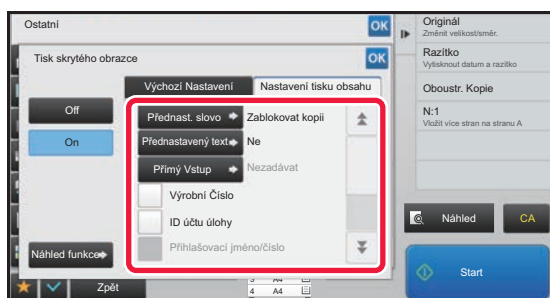 Ostatní
OK
Tisk skrytého obrazce
OK
Výchozí Nastavení
Nastavení tisku obsahu
Off
On
Přednast. slovo
Zablokovat kopii
Přednastavený text
Ne
Přímý Vstup
Nezadávat
Výrobní Číslo
ID účtu úlohy
Přihlašovací jméno/číslo
Náhled funkce
Zpět
3 A4
4 A4
Originál
Změnit velikost/směr.
Razítko
Vytisknout datum a razítko
Oboustr. Kopie
N:1
Vložit více stran na stranu A
Náhled
CA
Start